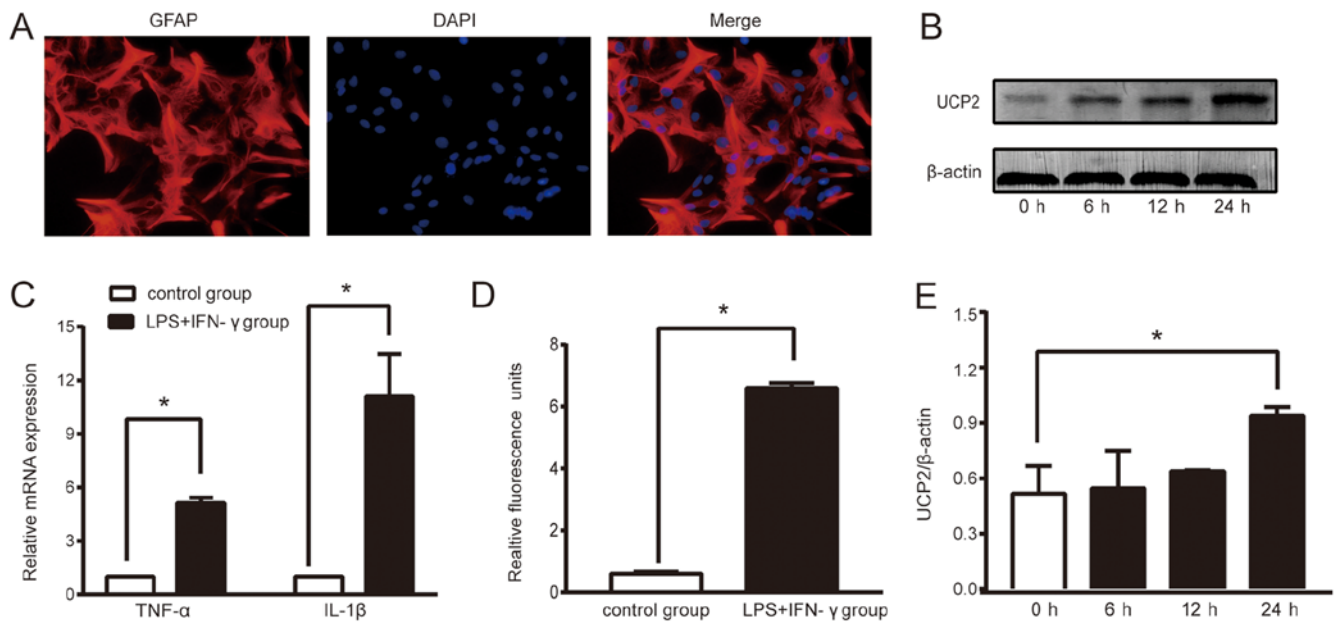 A
GFAP
DAPI
Merge
B
UCP2
β-actin
0 h
6 h
12 h
24 h
C
control group
LPS+IFN- γ group
Relative mRNA expression
15
12
9
6
3
0
*
*
TNF-α
IL-1β
D
Realtive fluorescence units
8
6
4
2
0
*
control group
LPS+IFN- γ group
E
UCP2/β-actin
1.5
1.2
0.9
0.6
0.3
0.0
*
0 h
6 h
12 h
24 h